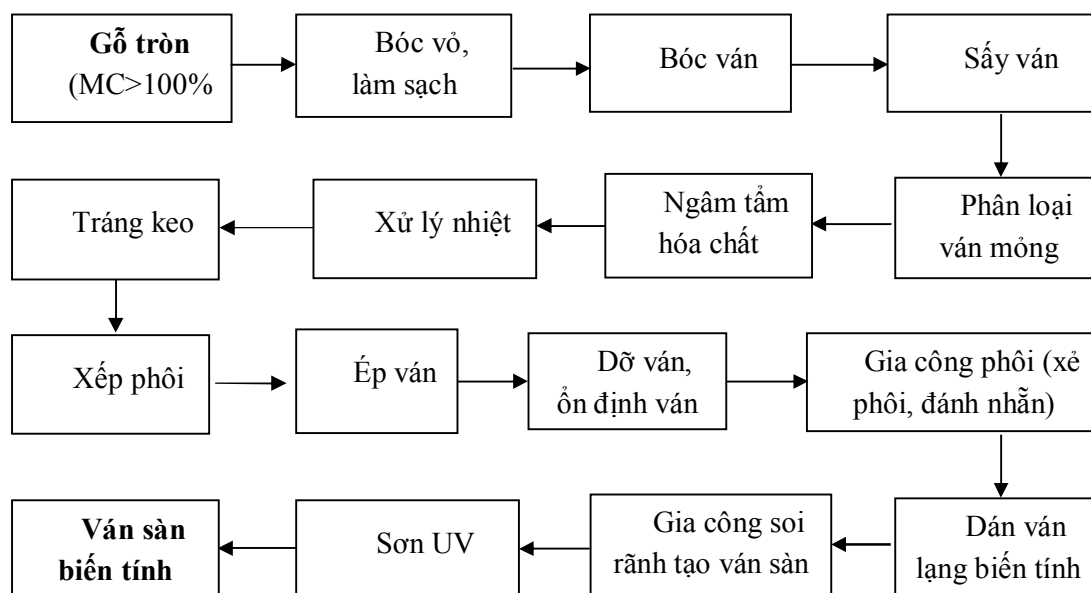 Gỗ tròn
(MC>100%
Bóc vỏ,
làm sạch
Bóc ván
Sấy ván
Tráng keo
Xử lý nhiệt
Ngâm tẩm
hóa chất
Phân loại
ván mỏng
Xếp phôi
Ép ván
Dỡ ván,
ổn định ván
Gia công phôi (xẻ
phôi, đánh nhẵn)
Ván sàn
biến tính
Sơn UV
Gia công soi
rãnh tạo ván sàn
Dán ván
lạng biến tính